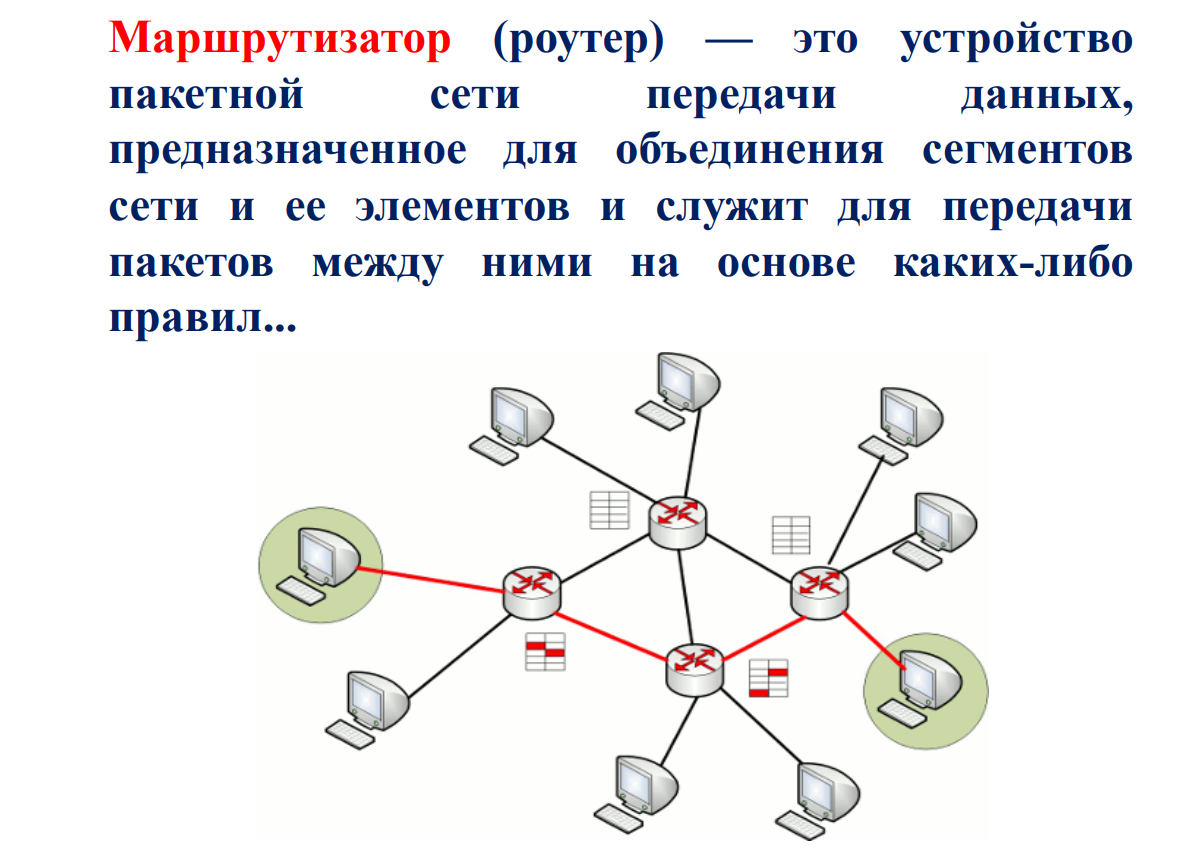 Маршрутизатор (роутер) — это устройство
пакетной сети передачи данных,
предназначенное для объединения сегментов
сети и ее элементов и служит для передачи
пакетов между ними на основе каких-либо
правил...